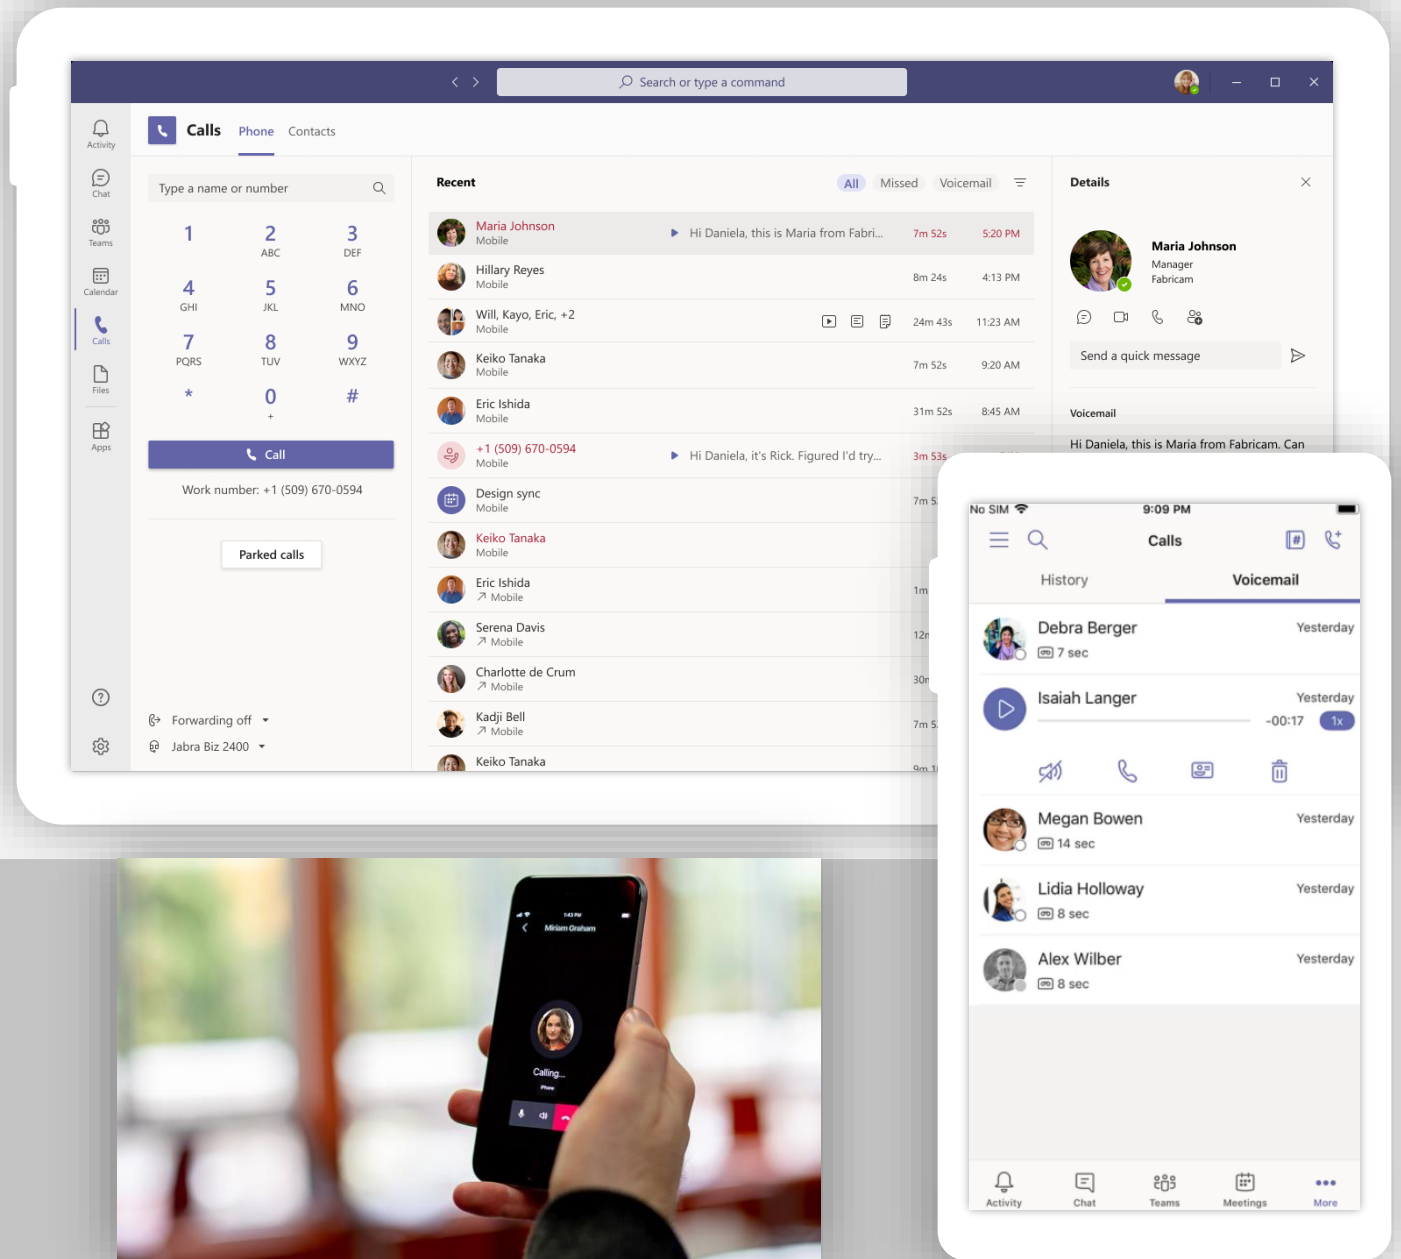 Search or type a command
Activity
Chat
Teams
Calendar
Calls
Files
Apps
Calls Phone Contacts
Type a name or number
1
2 ABC
3 DEF
4 GHI
5 JKL
6 MNO
7 PQRS
8 TUV
9 WXYZ
*
0 +
#
Call
Work number: +1 (509) 670-0594
Parked calls
Forwarding off
Jabra Biz 2400
Recent All Missed Voicemail
Maria Johnson Hi Daniela, this is Maria from Fabri... 7m 52s 5:20 PM
Mobile
Hillary Reyes 8m 24s 4:13 PM
Mobile
Will, Kayo, Eric, +2 24m 43s 11:23 AM
Mobile
Keiko Tanaka 7m 52s 9:20 AM
Mobile
Eric Ishida 31m 52s 8:45 AM
Mobile
+1 (509) 670-0594 Hi Daniela, it's Rick. Figured I'd try... 3m 53s
Mobile
Design sync 7m
Mobile
Keiko Tanaka
Mobile
Eric Ishida 1m
Mobile
Serena Davis
Mobile
Charlotte de Crum
Mobile
Kadji Bell 7m
Mobile
Keiko Tanaka
Details
Maria Johnson
Manager
Fabricam
Send a quick message
Voicemail
Hi Daniela, this is Maria from Fabricam. Can
No SIM 9:09 PM
Calls
History Voicemail
Debra Berger Yesterday
7 sec
Isaiah Langer Yesterday
-00:17 1x
Megan Bowen Yesterday
14 sec
Lidia Holloway Yesterday
8 sec
Alex Wilber Yesterday
8 sec
Activity Chat Teams Meetings More
1:43 PM
Miriam Graham
Calling...
iPhone